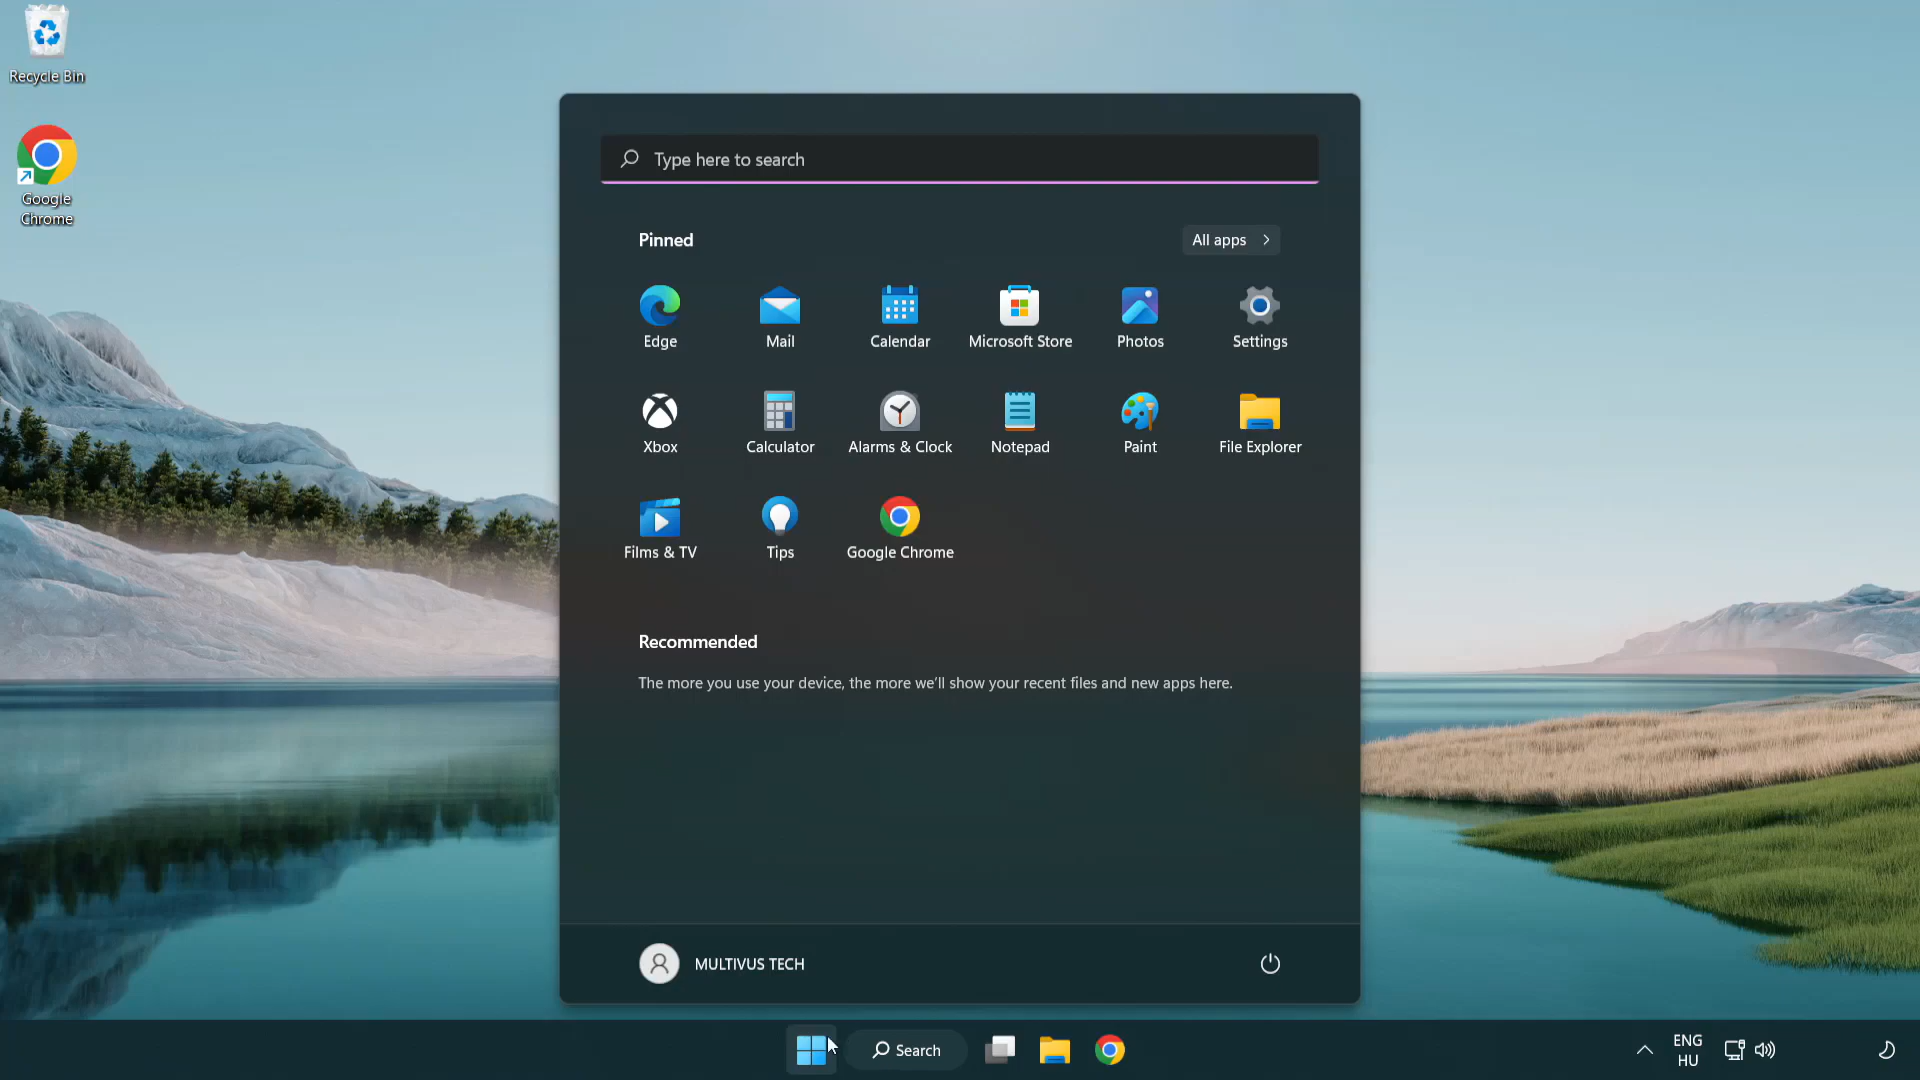 Recycle Bin
Google
Chrome
Type here to search
Pinned
All apps
Edge
Mail
Calendar
Microsoft Store
Photos
Settings
Xbox
Calculator
Alarms & Clock
Notepad
Paint
File Explorer
Films & TV
Tips
Google Chrome
Recommended
The more you use your device, the more we'll show your recent files and new apps here.
MULTIVUS TECH
Search
ENG
HU